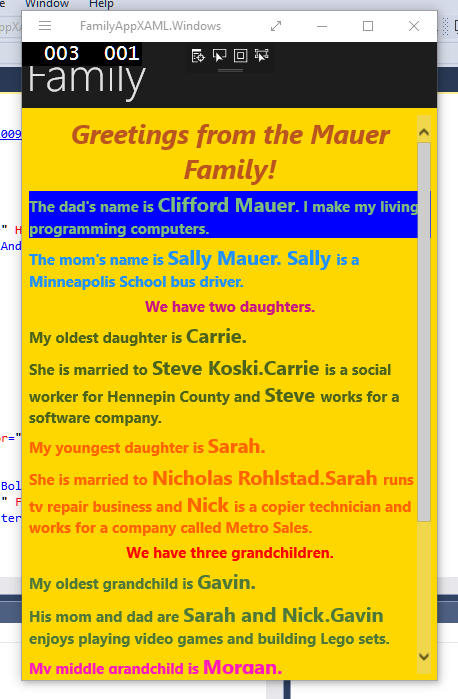 Window Help
FamilyAppXAML.Windows
003 001
Family
Greetings from the Mauer
Family!
The dad's name is Clifford Mauer. I make my living
programming computers.
The mom's name is Sally Mauer. Sally is a
Minneapolis School bus driver.
We have two daughters.
My oldest daughter is Carrie.
She is married to Steve Koski.Carrie is a social
worker for Hennepin County and Steve works for a
software company.
My youngest daughter is Sarah.
She is married to Nicholas Rohlstad.Sarah runs
tv repair business and Nick is a copier technician and
works for a company called Metro Sales.
We have three grandchildren.
My oldest grandchild is Gavin.
His mom and dad are Sarah and Nick.Gavin
enjoys playing video games and building Lego sets.
My middle grandchild is Morgan.